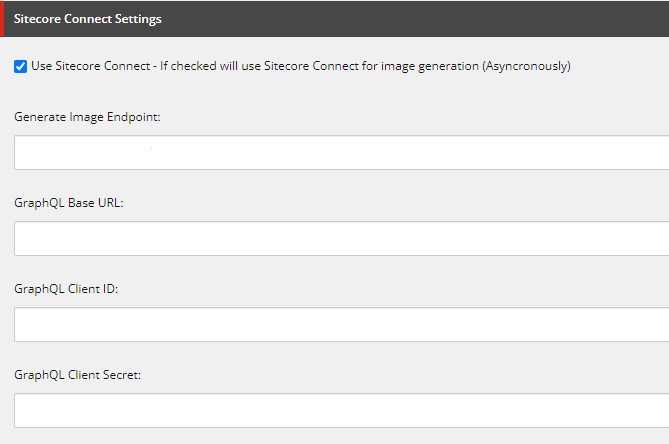 Sitecore Connect Settings
Use Sitecore Connect - If checked will use Sitecore Connect for image generation (Asyncronously)
Generate Image Endpoint:
GraphQL Base URL:
GraphQL Client ID:
GraphQL Client Secret: